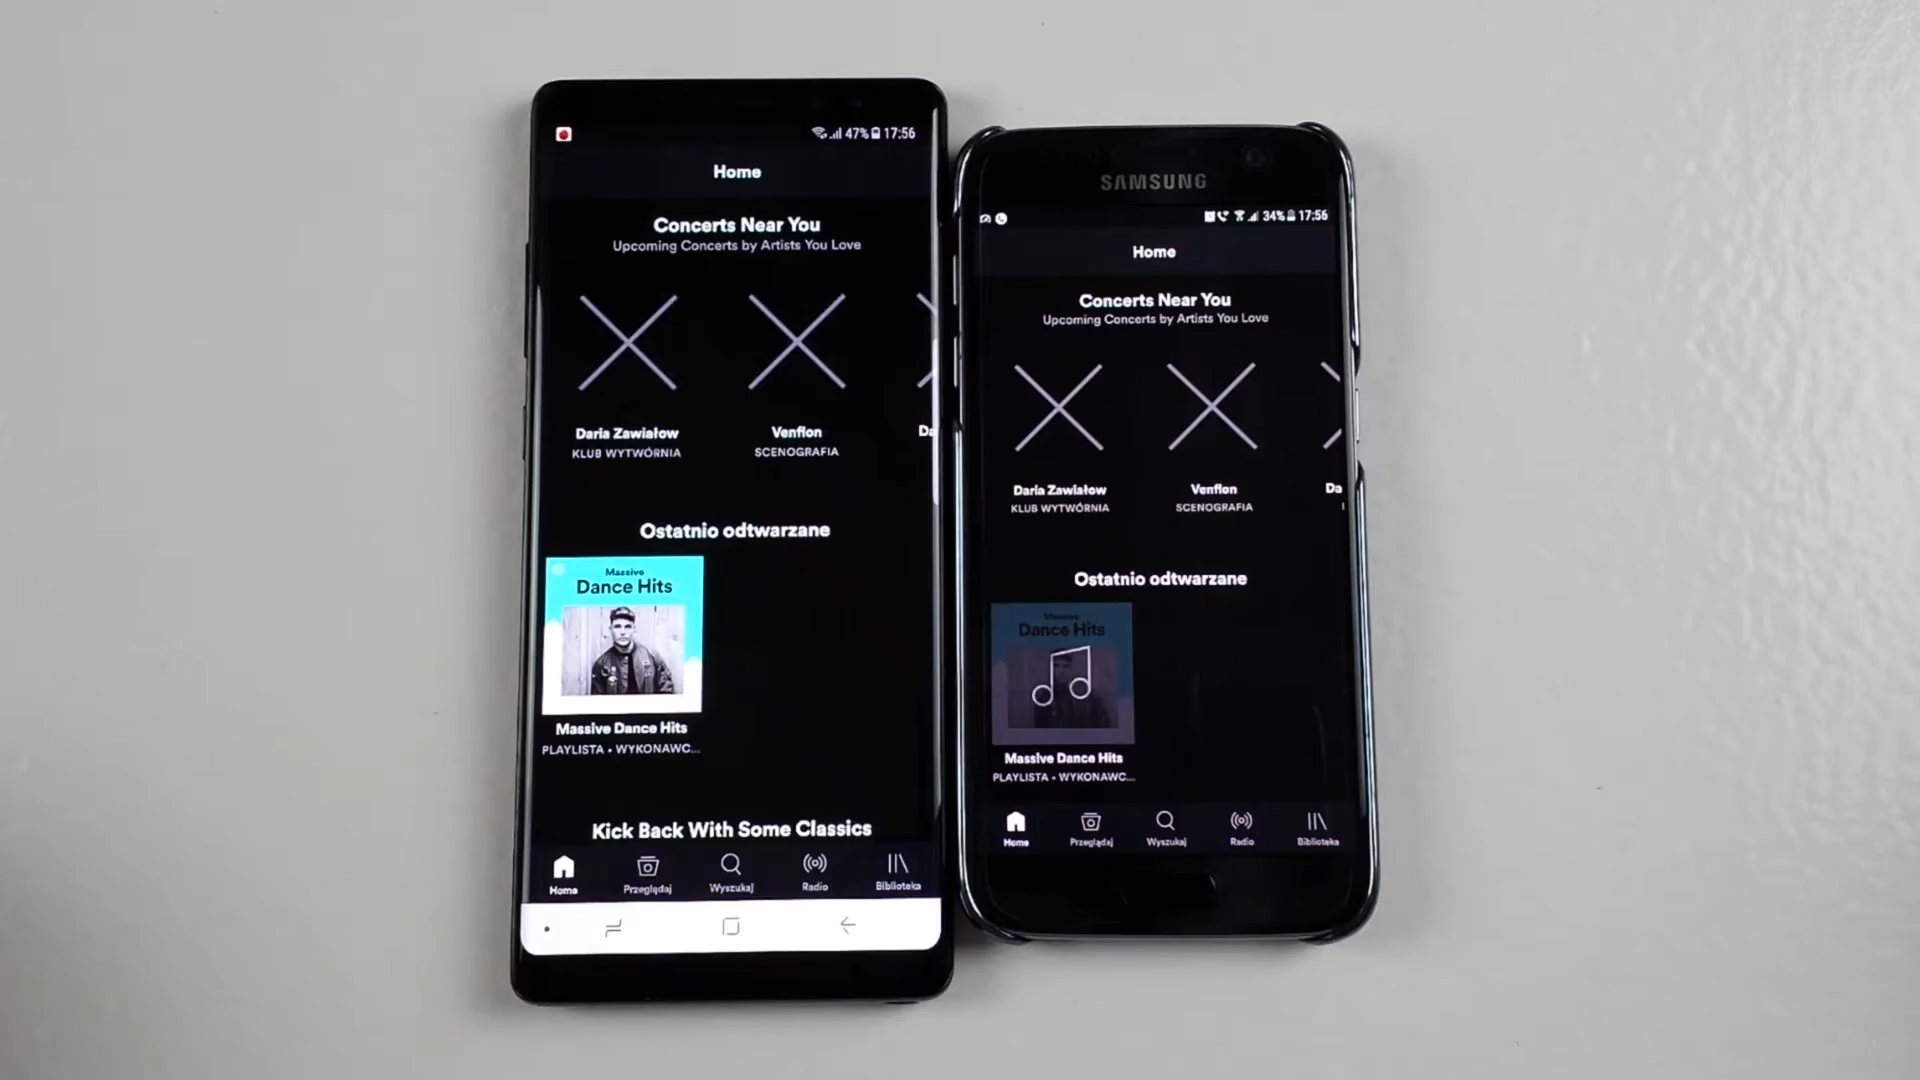 47% 17:56
Home
Concerts Near You
Upcoming Concerts by Artists You Love
Daria Zawiałow
KLUB WYTWÓRNIA
Venflon
SCENOGRAFIA
Da
Ostatnio odtwarzane
Massive
Dance Hits
Massive Dance Hits
PLAYLISTA • WYKONAWC...
Kick Back With Some Classics
Home
Przeglądaj
Wyszukaj
Radio
Biblioteka
SAMSUNG
34% 17:56
Home
Concerts Near You
Upcoming Concerts by Artists You Love
Daria Zawiałow
KLUB WYTWÓRNIA
Venflon
SCENOGRAFIA
Da
Ostatnio odtwarzane
Massive
Dance Hits
Massive Dance Hits
PLAYLISTA • WYKONAWC...
Home
Przeglądaj
Wyszukaj
Radio
Biblioteka